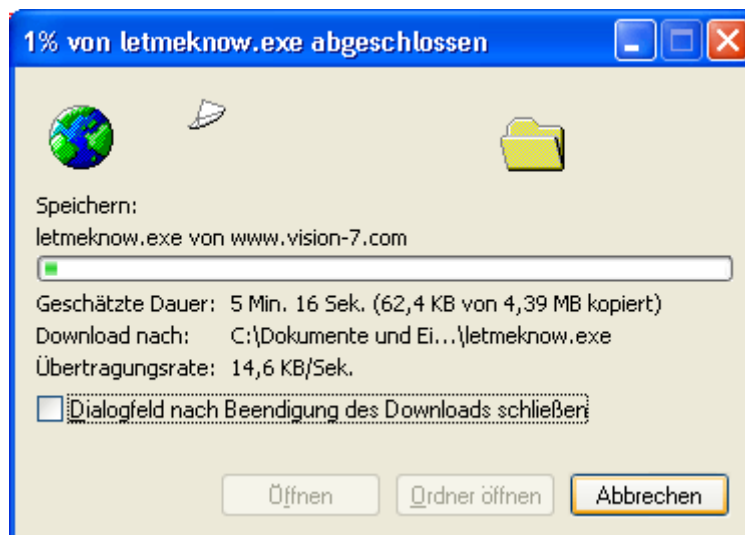 1% von letmeknow.exe abgeschlossen
Speichern:
letmeknow.exe von www.vision-7.com
Geschätzte Dauer: 5 Min. 16 Sek. (62,4 KB von 4,39 MB kopiert)
Download nach: C:\Dokumente und Ei...\letmeknow.exe
Übertragungsrate: 14,6 KB/Sek.
Dialogfeld nach Beendigung des Downloads schließen
Öffnen Ordner öffnen Abbrechen